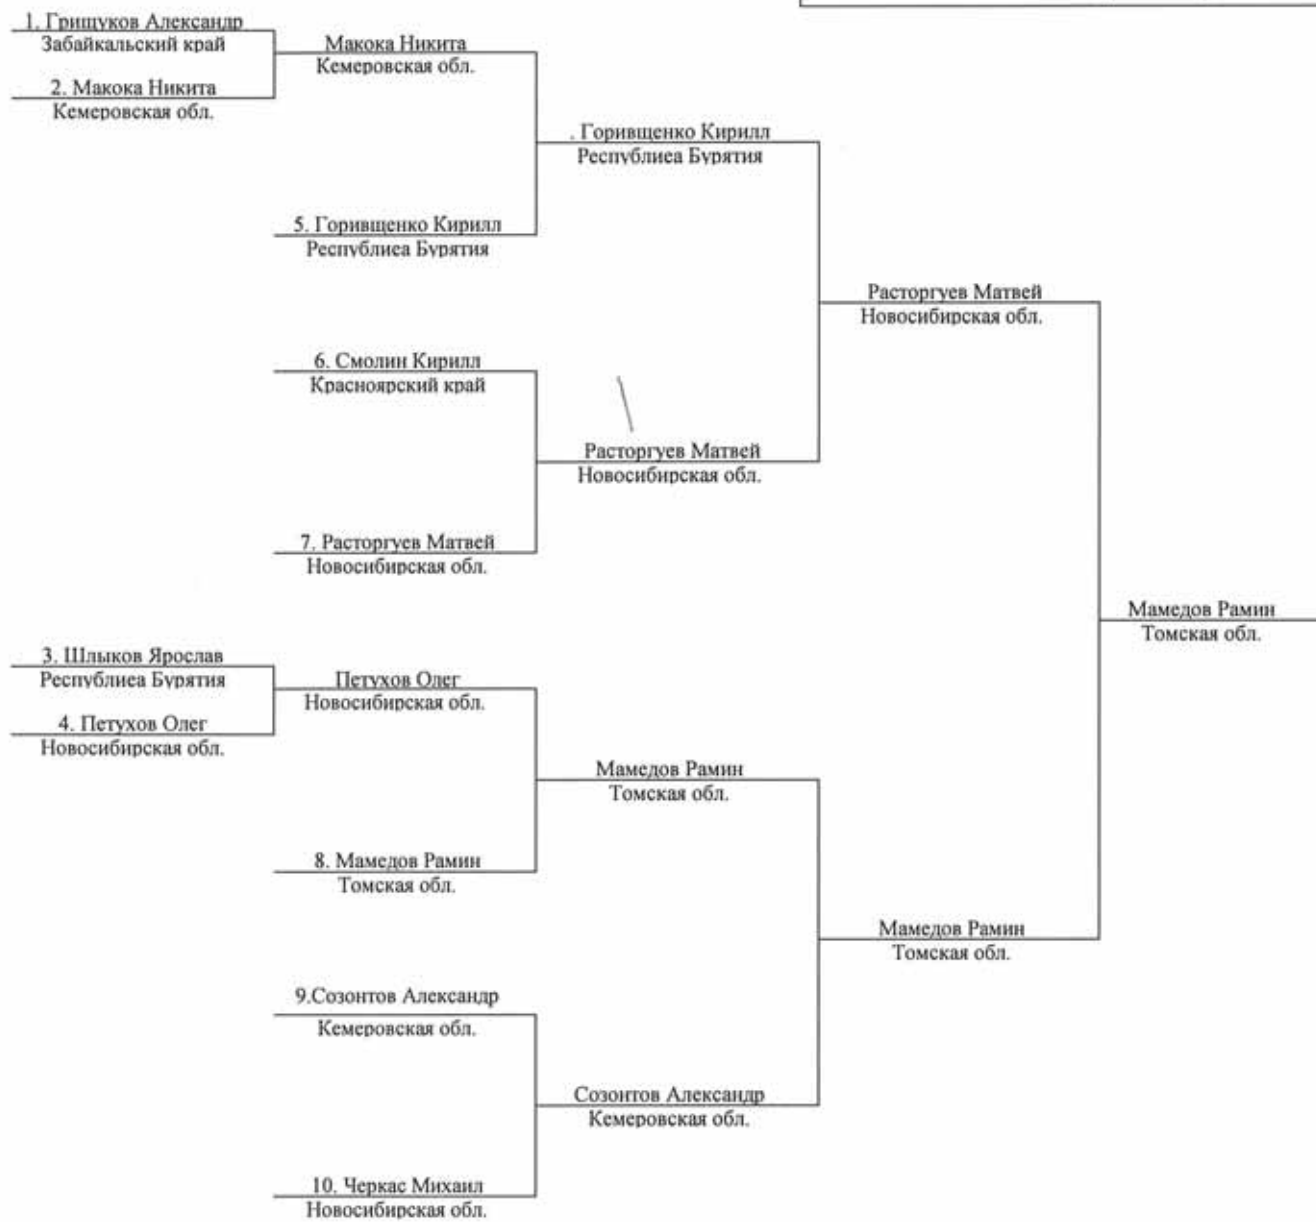 1. Грищуков Александр
Забайкальский край
Макока Никита
Кемеровская обл.
2. Макока Никита
Кемеровская обл.
. Горивщенко Кирилл
Республиеа Бурятия
5. Горивщенко Кирилл
Республиеа Бурятия
Расторгуев Матвей
Новосибирская обл.
6. Смолин Кирилл
Красноярский край
Расторгуев Матвей
Новосибирская обл.
7. Расторгуев Матвей
Новосибирская обл.
Мамедов Рамин
Томская обл.
3. Шлыков Ярослав
Республиеа Бурятия
Петухов Олег
Новосибирская обл.
4. Петухов Олег
Новосибирская обл.
Мамедов Рамин
Томская обл.
8. Мамедов Рамин
Томская обл.
Мамедов Рамин
Томская обл.
9.Созонтов Александр
Кемеровская обл.
Созонтов Александр
Кемеровская обл.
10. Черкас Михаил
Новосибирская обл.